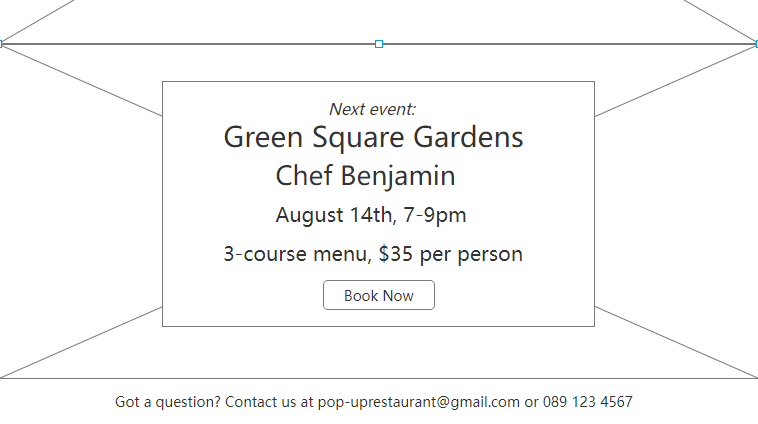 Next event:
Green Square Gardens
Chef Benjamin
August 14th, 7-9pm
3-course menu, $35 per person
Book Now
Got a question? Contact us at pop-uprestaurant@gmail.com or 089 123 4567